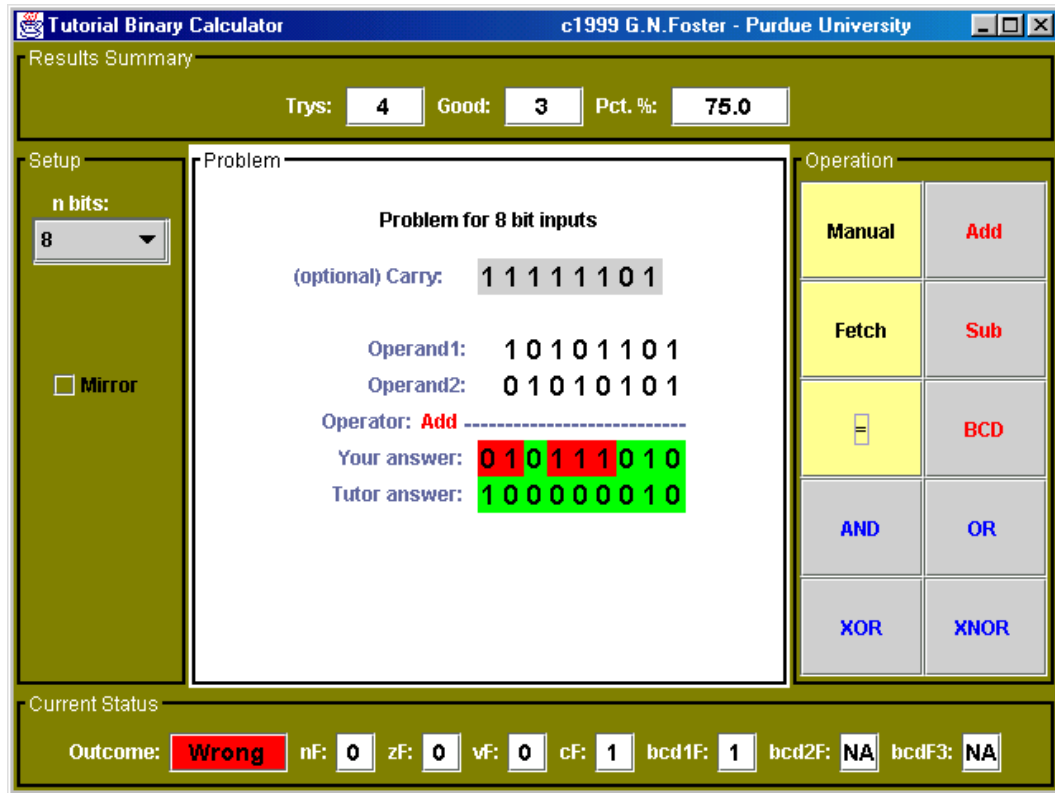 Tutorial Binary Calculator c1999 G.N.Foster - Purdue University
Results Summary
Trys: 4 Good: 3 Pct. %: 75.0
Setup
n bits:
8
Mirror
Problem
Problem for 8 bit inputs
(optional) Carry: 1 1 1 1 1 1 0 1
Operand1: 1 0 1 0 1 1 0 1
Operand2: 0 1 0 1 0 1 0 1
Operator: Add ---------------------------
Your answer: 0 1 0 1 1 1 0 1 0
Tutor answer: 1 0 0 0 0 0 0 1 0
Operation
Manual Add
Fetch Sub
= BCD
AND OR
XOR XNOR
Current Status
Outcome: Wrong nF: 0 zF: 0 vF: 0 cF: 1 bcd1F: 1 bcd2F: NA bcdF3: NA